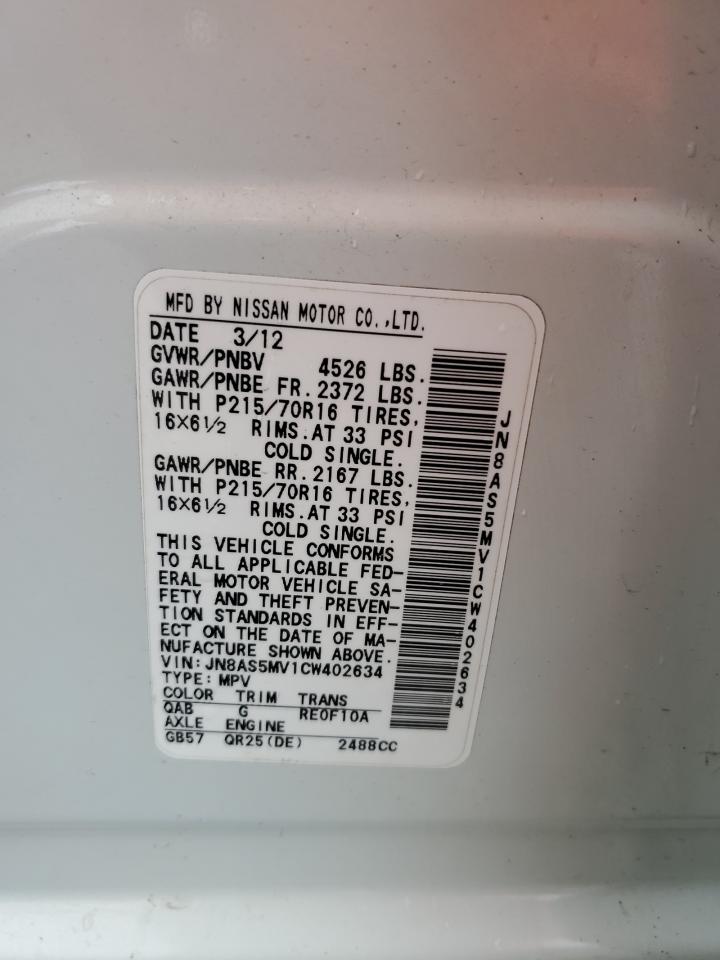 MFD BY NISSAN MOTOR CO.,LTD.
DATE 3/12
GVWR/PNBV 4526 LBS.
GAWR/PNBE FR. 2372 LBS.
WITH P215/70R16 TIRES,
16×6½ RIMS.AT 33 PSI
COLD SINGLE.
GAWR/PNBE RR. 2167 LBS.
WITH P215/70R16 TIRES,
16×6½ RIMS.AT 33 PSI
COLD SINGLE.
THIS VEHICLE CONFORMS
TO ALL APPLICABLE FED-
ERAL MOTOR VEHICLE SA-
FETY AND THEFT PREVEN-
TION STANDARDS IN EFF-
ECT ON THE DATE OF MA-
NUFACTURE SHOWN ABOVE.
VIN:JN8AS5MV1CW402634
TYPE:MPV
COLOR TRIM TRANS
QAB G RE0F10A
AXLE ENGINE
GB57 QR25(DE) 2488CC
JN8AS5MV1CW402634